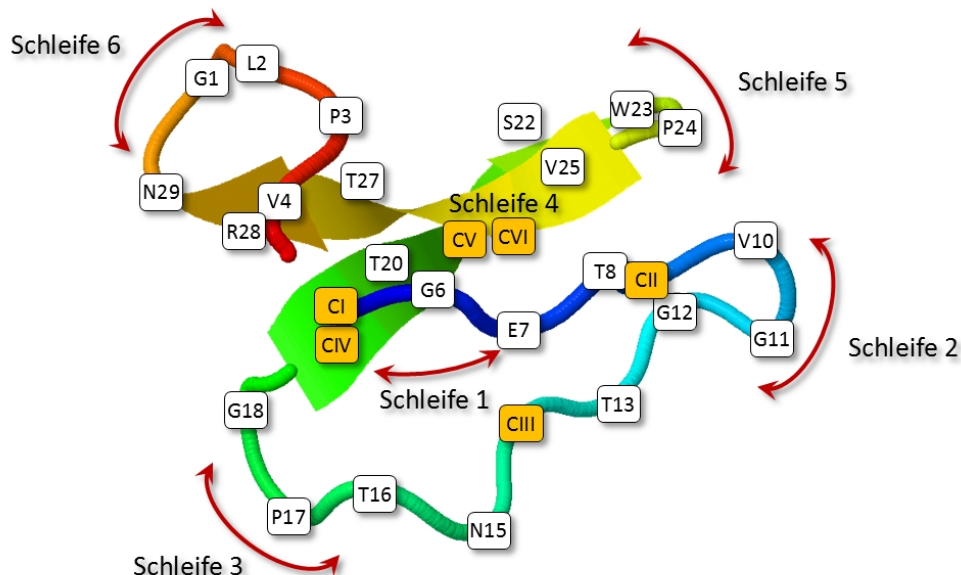 Schleife 6
G1
L2
P3
N29
V4
R28
T27
S22
W23
P24
Schleife 5
V25
Schleife 4
CV
CVI
T20
G6
T8
CII
V10
CI
G12
CIV
E7
G11
Schleife 2
Schleife 1
G18
CIII
T13
P17
T16
N15
Schleife 3